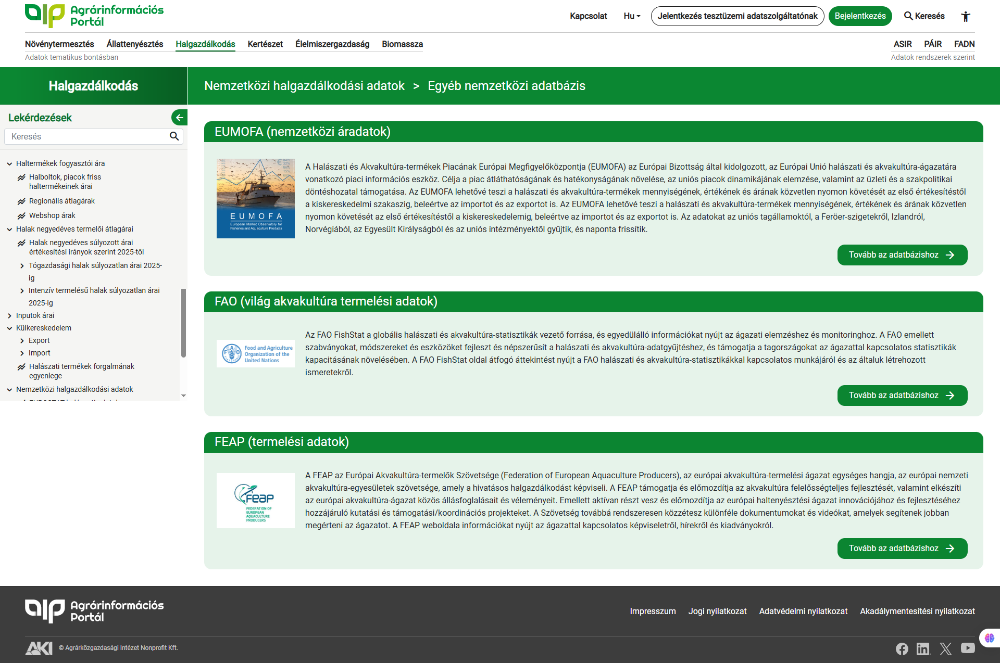 Agrárinformációs
Portál
Kapcsolat
Hu
Jelentkezés tesztüzemi adatszolgáltatónak
Bejelentkezés
Keresés
Növénytermesztés Állattenyésztés Halgazdálkodás Kertészet Élelmiszergazdaság Biomassza
ASIR PÁIR FADN
Adatok tematikus bontásban
Adatok rendszerek szerint
Halgazdálkodás
Nemzetközi halgazdálkodási adatok > Egyéb nemzetközi adatbázis
Lekérdezések
Keresés
Haltermékek fogyasztói ára
Halboltok, piacok friss
haltermékeinek árai
Regionális átlagárak
Webshop árak
Halak negyedéves termelői átlagárai
Halak negyedéves súlyozott árai
értékesítési irányok szerint 2025-től
Tógazdasági halak súlyozatlan árai 2025-
ig
Intenzív termelésű halak súlyozatlan árai
2025-ig
Inputok árai
Külkereskedelem
Export
Import
Halászati termékek forgalmának
egyenlege
Nemzetközi halgazdálkodási adatok
EUMOFA (nemzetközi áradatok)
EUMOFA
European Market Observatory for
Fisheries and Aquaculture Products
A Halászati és Akvakultúra-termékek Piacának Európai Megfigyelőközpontja (EUMOFA) az Európai Bizottság által kidolgozott, az Európai Unió halászati és akvakultúra-ágazatára
vonatkozó piaci információs eszköz. Célja a piac átláthatóságának és hatékonyságának növelése, az uniós piacok dinamikájának elemzése, valamint az üzleti és a szakpolitikai
döntéshozatal támogatása. Az EUMOFA lehetővé teszi a halászati és akvakultúra-termékek mennyiségének, értékének és árának közvetlen nyomon követését az első értékesítéstől
a kiskereskedelmi szakaszig, beleértve az importot és az exportot is. Az EUMOFA lehetővé teszi a halászati és akvakultúra-termékek mennyiségének, értékének és árának közvetlen
nyomon követését az első értékesítéstől a kiskereskedelemig, beleértve az importot és az exportot is. Az adatokat az uniós tagállamoktól, a Feröer-szigetekről, Izlandról,
Norvégiából, az Egyesült Királyságból és az uniós intézményektől gyűjtik, és naponta frissítik.
Tovább az adatbázishoz
FAO (világ akvakultúra termelési adatok)
Food and Agriculture
Organization of the
United Nations
Az FAO FishStat a globális halászati és akvakultúra-statisztikák vezető forrása, és egyedülálló információkat nyújt az ágazati elemzéshez és monitoringhoz. A FAO emellett
szabványokat, módszereket és eszközöket fejleszt és népszerűsít a halászati és akvakultúra-adatgyűjtéshez, és támogatja a tagországokat az ágazattal kapcsolatos statisztikák
kapacitásának növelésében. A FAO FishStat oldal átfogó áttekintést nyújt a FAO halászati és akvakultúra-statisztikákkal kapcsolatos munkájáról és az általuk létrehozott
ismeretekről.
Tovább az adatbázishoz
FEAP (termelési adatok)
FEAP
FEDERATION OF
EUROPEAN
AQUACULTURE
PRODUCERS
A FEAP az Európai Akvakultúra-termelők Szövetsége (Federation of European Aquaculture Producers), az európai akvakultúra-termelési ágazat egységes hangja, az európai nemzeti
akvakultúra-egyesületek szövetsége, amely a hivatásos halgazdálkodást képviseli. A FEAP támogatja és előmozdítja az akvakultúra felelősségteljes fejlesztését, valamint elkészíti
az európai akvakultúra-ágazat közös állásfoglalásait és véleményeit. Emellett aktívan részt vesz és előmozdítja az európai haltenyésztési ágazat innovációjához és fejlesztéséhez
hozzájáruló kutatási és támogatási/koordinációs projekteket. A Szövetség továbbá rendszeresen közzétesz különféle dokumentumokat és videókat, amelyek segítenek jobban
megérteni az ágazatot. A FEAP weboldala információkat nyújt az ágazattal kapcsolatos képviseletről, hírekről és kiadványokról.
Tovább az adatbázishoz
Agrárinformációs
Portál
Impresszum Jogi nyilatkozat Adatvédelmi nyilatkozat Akadálymentesítési nyilatkozat
AKI
© Agrárközgazdasági Intézet Nonprofit Kft.